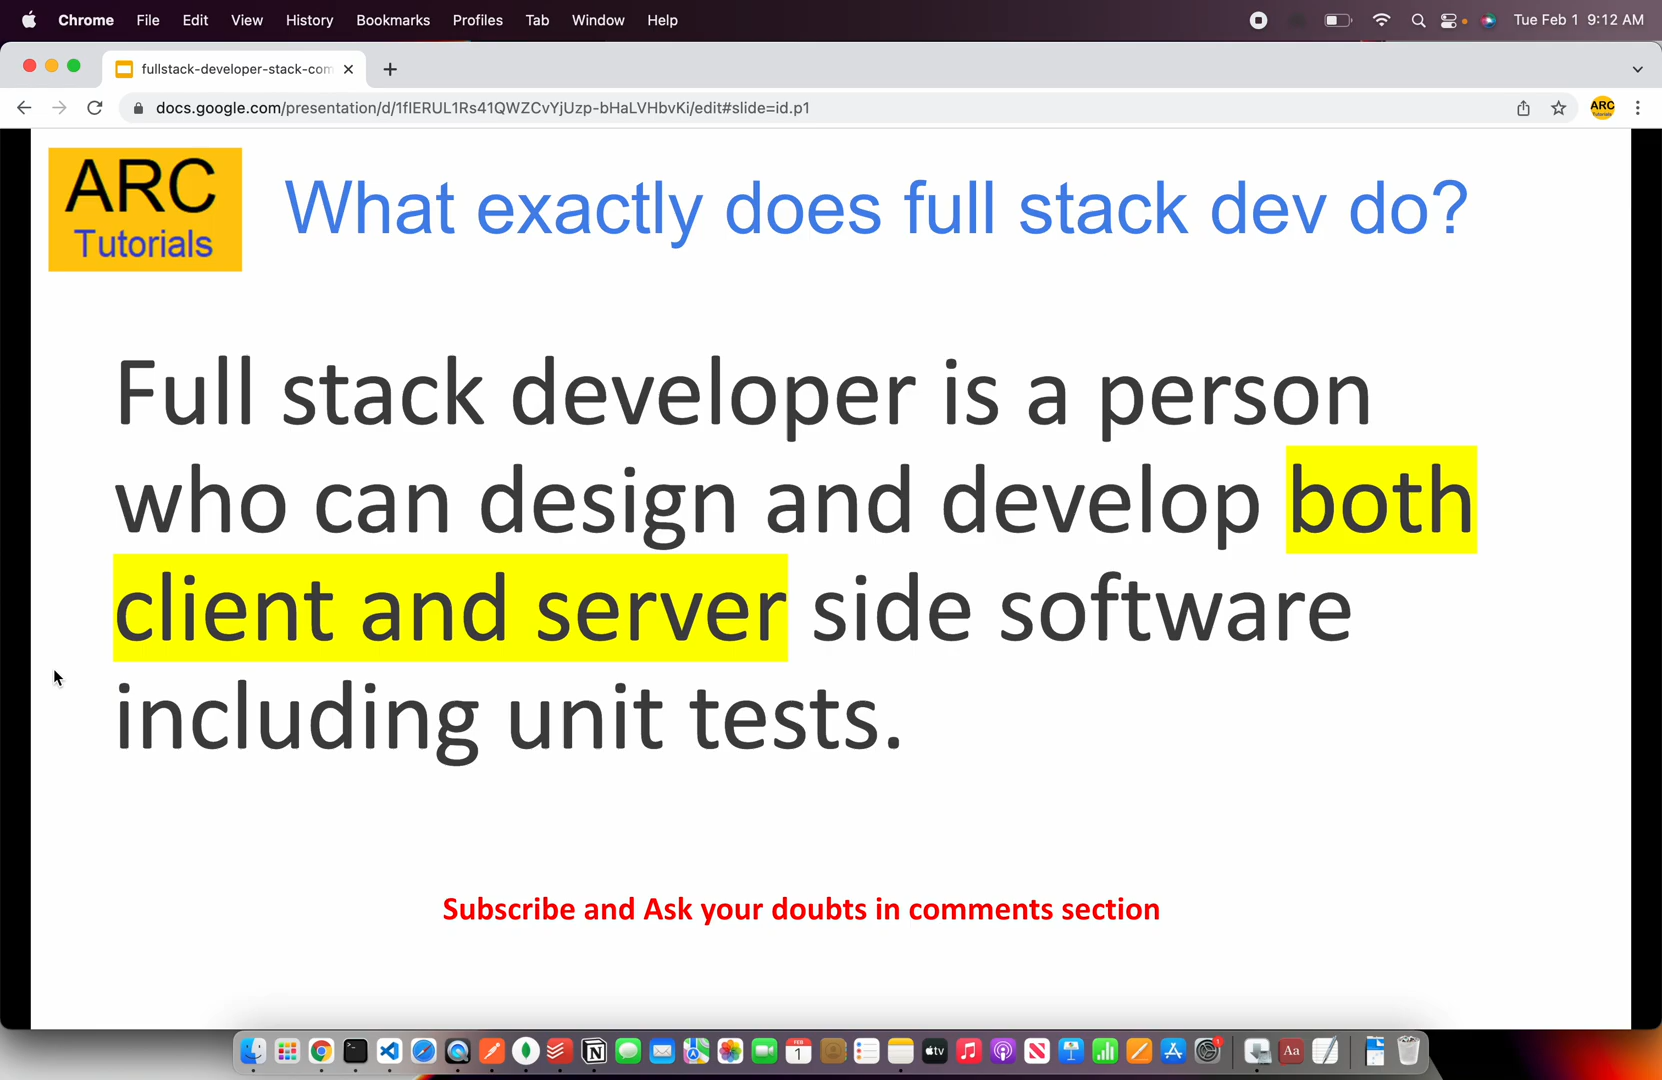 Chrome File Edit View History Bookmarks Profiles Tab Window Help Tue Feb 1 9:12 AM
fullstack-developer-stack-com
docs.google.com/presentation/d/1fIERUL1Rs41QWZCvYjUzp-bHaLVHbvKi/edit#slide=id.p1
ARC
Tutorials
What exactly does full stack dev do?
Full stack developer is a person
who can design and develop both
client and server side software
including unit tests.
Subscribe and Ask your doubts in comments section